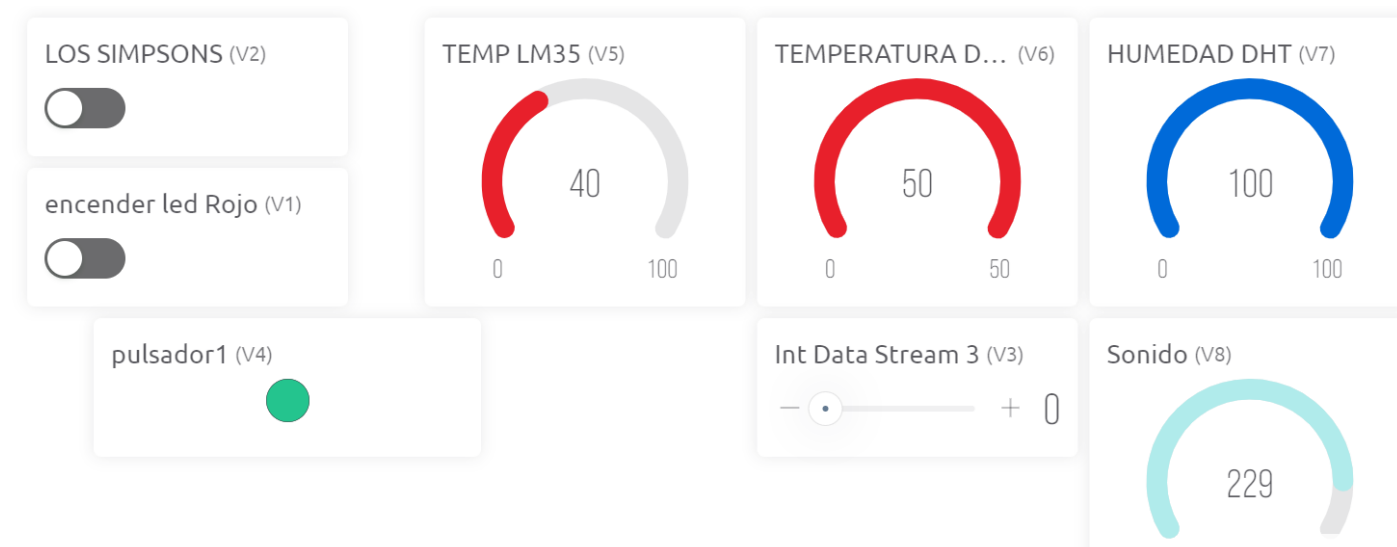 LOS SIMPSONS (V2)
TEMP LM35 (V5)
TEMPERATURA D... (V6)
HUMEDAD DHT (V7)
40
50
100
0 100
0 50
0 100
encender led Rojo (V1)
pulsador1 (V4)
Int Data Stream 3 (V3)
− + 0
Sonido (V8)
229